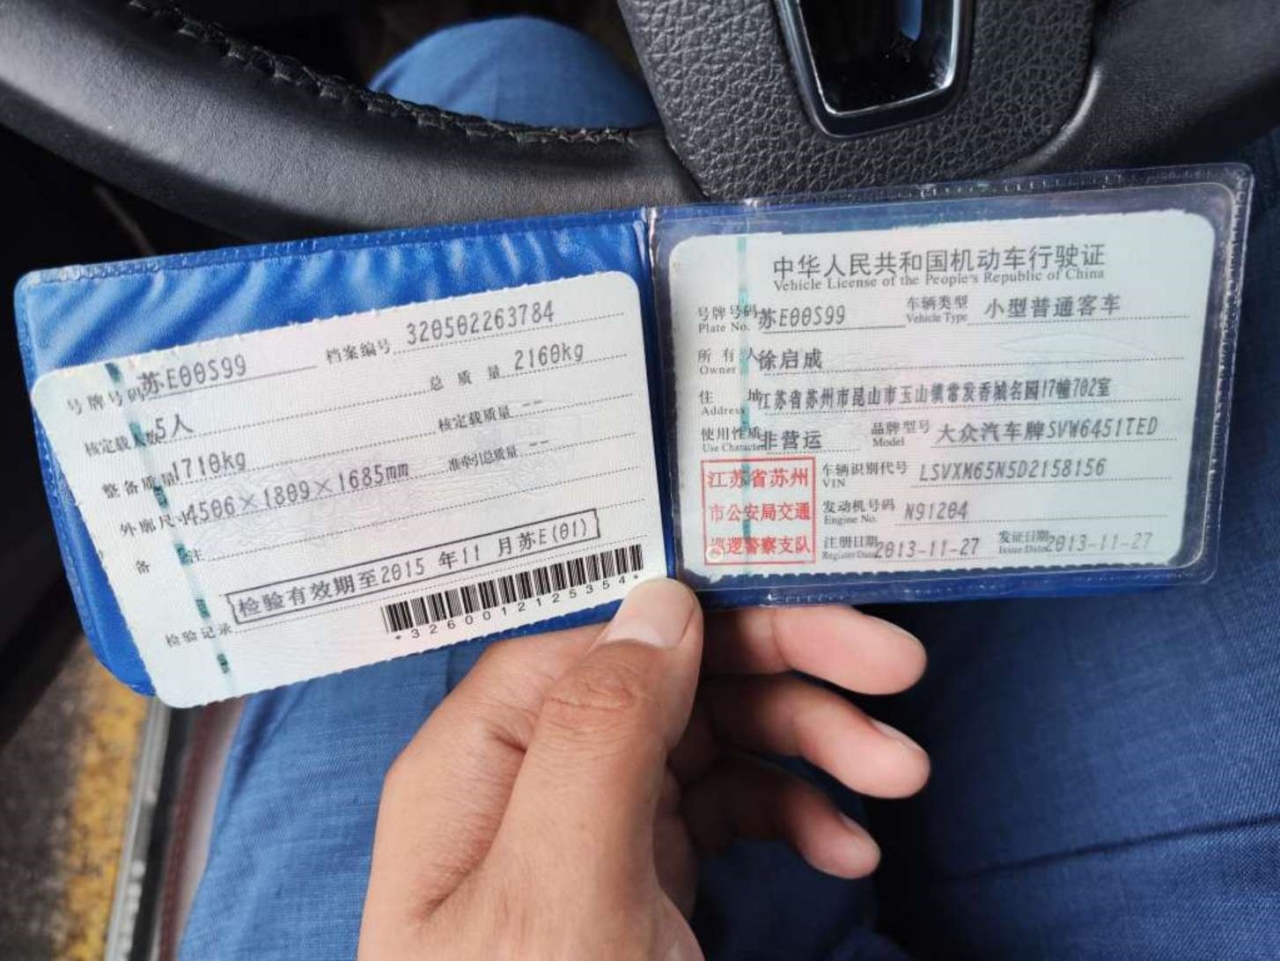 号牌号码 苏E00S99 档案编号 320502263784
核定载人数 5人 总质量 2160kg
整备质量 1710kg 核定载质量 --
外廓尺寸 4506×1809×1685mm 准牵引总质量 --
备注
检验有效期至2015年11月苏E(01)
检验记录
*3260012125354*
中华人民共和国机动车行驶证
Vehicle License of the People's Republic of China
号牌号码 苏E00S99 车辆类型 小型普通客车
Plate No. Vehicle Type
所有人 徐启成
Owner
住址 江苏省苏州市昆山市玉山镇常发香城名园17幢702室
Address
使用性质 非营运 品牌型号 大众汽车牌SVW6451TED
Use Character Model
江苏省苏州
市公安局交通
巡逻警察支队
车辆识别代号 LSVXM65N5D2158156
VIN
发动机号码 N91204
Engine No.
注册日期 2013-11-27 发证日期 2013-11-27
Register Date Issue Date